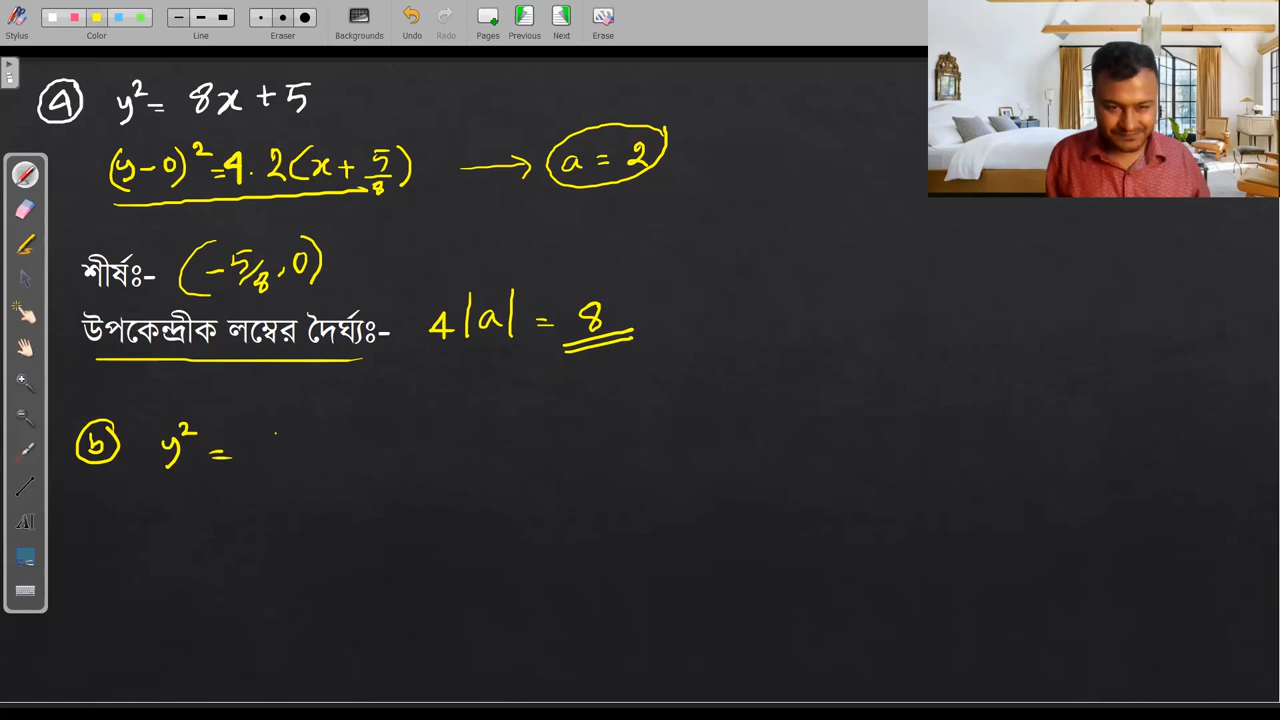 Stylus Color Line Eraser Backgrounds Undo Redo Pages Previous Next Erase
(a) y² = 8x + 5
(y-0)² = 4. 2(x + 5/8) → a = 2
শীর্ষঃ- (-5/8, 0)
উপকেন্দ্রীক লম্বের দৈর্ঘ্যঃ- 4|a| = 8
(b) y² =